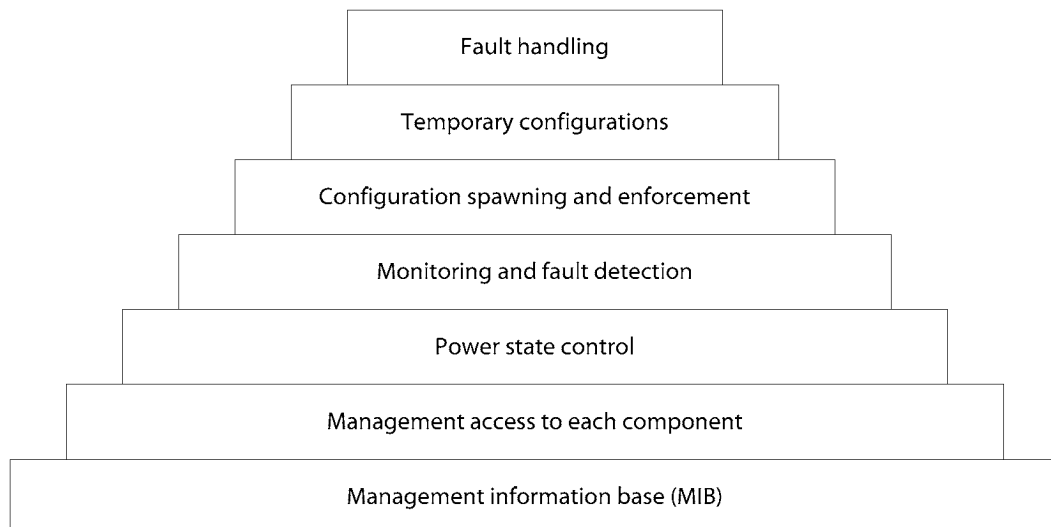 Fault handling
Temporary configurations
Configuration spawning and enforcement
Monitoring and fault detection
Power state control
Management access to each component
Management information base (MIB)